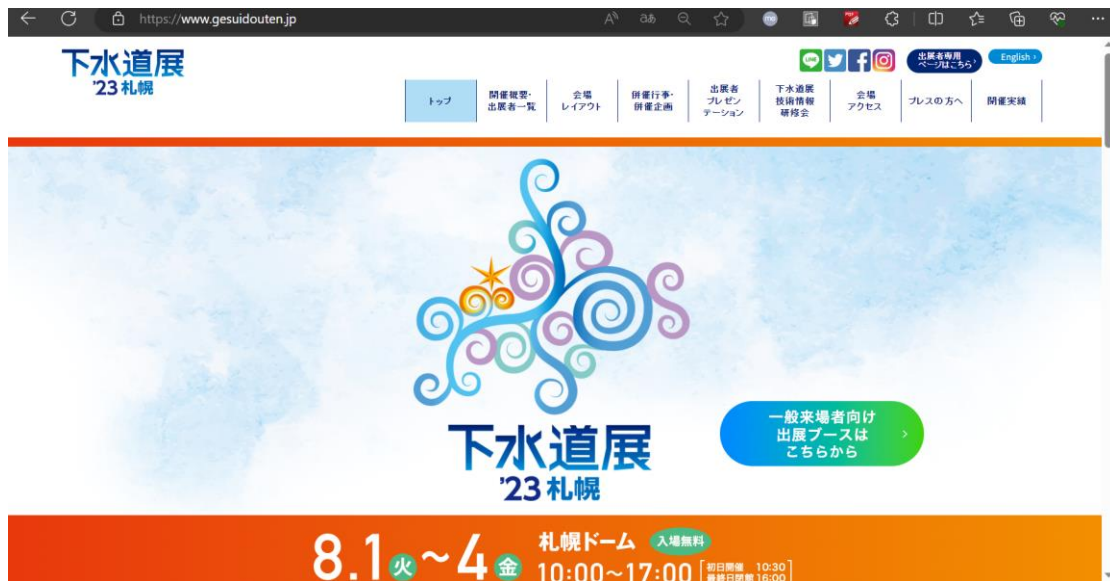 https://www.gesuidouten.jp
下水道展
'23 札幌
LINE
出展者専用
ページはこちら
English
トップ
開催概要・
出展者一覧
会場
レイアウト
併催行事・
併催企画
出展者
プレゼン
テーション
下水道展
技術情報
研修会
会場
アクセス
プレスの方へ
開催実績
下水道展
'23 札幌
一般来場者向け
出展ブースは
こちらから
8.1火〜4金
札幌ドーム 入場無料
10:00〜17:00
初日開催 10:30
最終日閉館 16:00